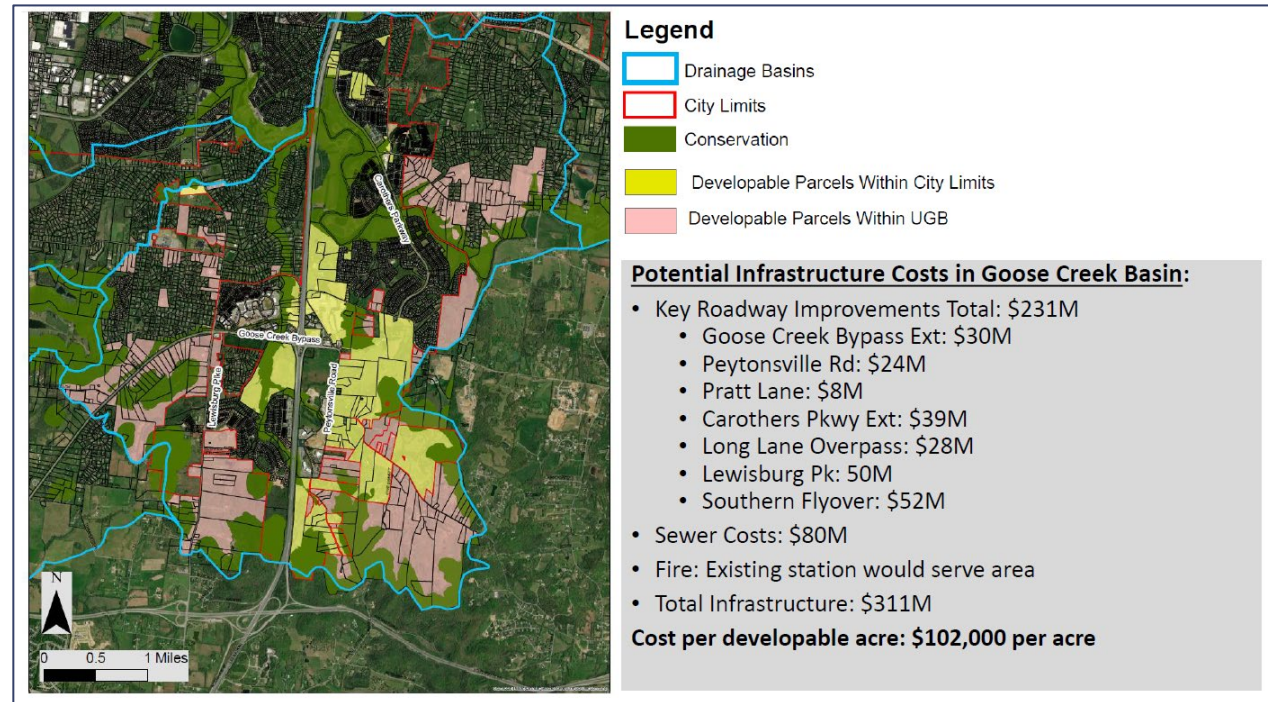 Legend
Drainage Basins
City Limits
Conservation
Developable Parcels Within City Limits
Developable Parcels Within UGB
Carothers Parkway
Goose Creek Bypass
Lewisburg Pike
Peytonsville Road
N
0 0.5 1 Miles
Potential Infrastructure Costs in Goose Creek Basin:
• Key Roadway Improvements Total: $231M
• Goose Creek Bypass Ext: $30M
• Peytonsville Rd: $24M
• Pratt Lane: $8M
• Carothers Pkwy Ext: $39M
• Long Lane Overpass: $28M
• Lewisburg Pk: 50M
• Southern Flyover: $52M
• Sewer Costs: $80M
• Fire: Existing station would serve area
• Total Infrastructure: $311M
Cost per developable acre: $102,000 per acre